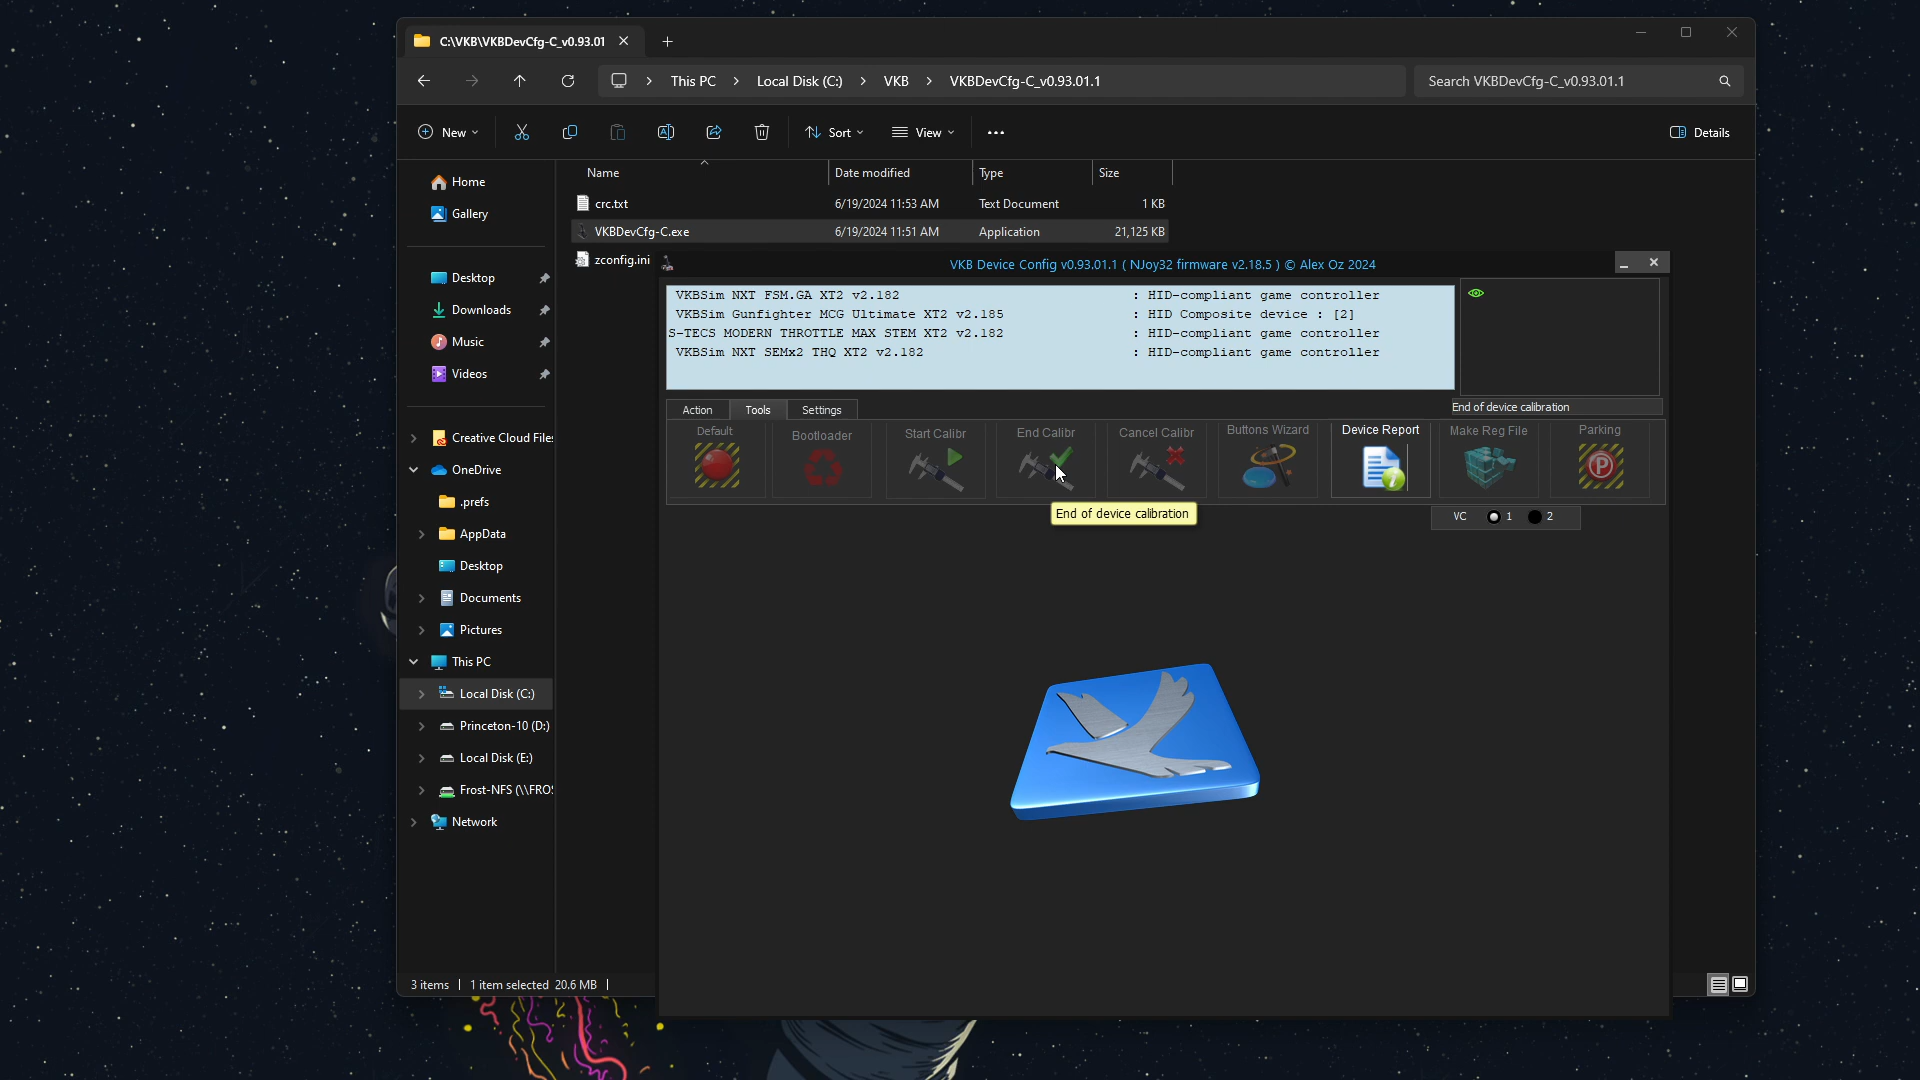 C:\VKB\VKBDevCfg-C_v0.93.01
This PC > Local Disk (C:) > VKB > VKBDevCfg-C_v0.93.01.1
Search VKBDevCfg-C_v0.93.01.1
New
Sort
View
Details
Name
Date modified
Type
Size
crc.txt 6/19/2024 11:53 AM Text Document 1 KB
VKBDevCfg-C.exe 6/19/2024 11:51 AM Application 21,125 KB
zconfig.ini
Home
Gallery
Desktop
Downloads
Music
Videos
Creative Cloud Files
OneDrive
.prefs
AppData
Desktop
Documents
Pictures
This PC
Local Disk (C:)
Princeton-10 (D:)
Local Disk (E:)
Frost-NFS (\\FROS
Network
3 items
1 item selected 20.6 MB
VKB Device Config v0.93.01.1 ( NJoy32 firmware v2.18.5 ) © Alex Oz 2024
VKBSim NXT FSM.GA XT2 v2.182 : HID-compliant game controller
VKBSim Gunfighter MCG Ultimate XT2 v2.185 : HID Composite device : [2]
S-TECS MODERN THROTTLE MAX STEM XT2 v2.182 : HID-compliant game controller
VKBSim NXT SEMx2 THQ XT2 v2.182 : HID-compliant game controller
End of device calibration
Action
Tools
Settings
Default
Bootloader
Start Calibr
End Calibr
Cancel Calibr
Buttons Wizard
Device Report
Make Reg File
Parking
P
End of device calibration
VC 1 2